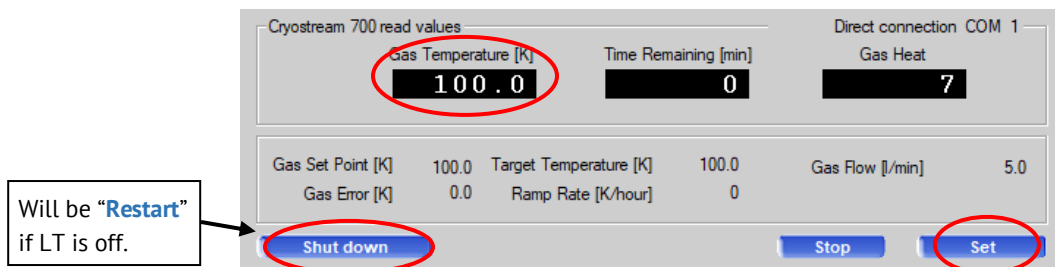 Cryostream 700 read values Direct connection COM 1
Gas Temperature [K] Time Remaining [min] Gas Heat
100.0 0 7
Gas Set Point [K] 100.0 Target Temperature [K] 100.0 Gas Flow [l/min] 5.0
Gas Error [K] 0.0 Ramp Rate [K/hour] 0
Will be “Restart”
if LT is off.
Shut down Stop Set